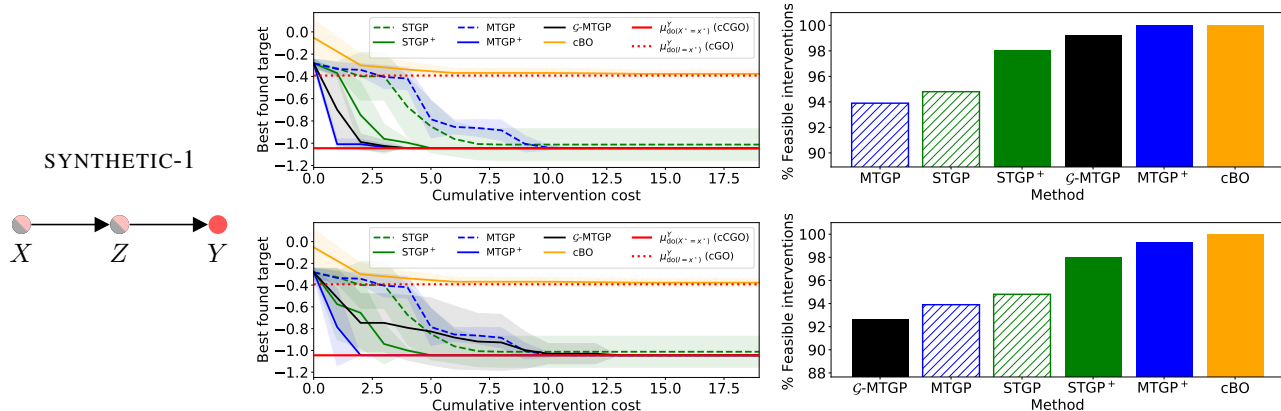 SYNTHETIC-1
X Z Y
Best found target
0.0
−0.2
−0.4
−0.6
−0.8
−1.0
−1.2
STGP MTGP 𝒢-MTGP μ^Y_do(X*=x*) (cCGO)
STGP⁺ MTGP⁺ cBO μ^Y_do(I=x*) (cGO)
0.0 2.5 5.0 7.5 10.0 12.5 15.0 17.5
Cumulative intervention cost
% Feasible interventions
100
98
96
94
92
90
MTGP STGP STGP⁺ 𝒢-MTGP MTGP⁺ cBO
Method
Best found target
0.0
−0.2
−0.4
−0.6
−0.8
−1.0
−1.2
STGP MTGP 𝒢-MTGP μ^Y_do(X*=x*) (cCGO)
STGP⁺ MTGP⁺ cBO μ^Y_do(I=x*) (cGO)
0.0 2.5 5.0 7.5 10.0 12.5 15.0 17.5
Cumulative intervention cost
% Feasible interventions
100
98
96
94
92
90
88
𝒢-MTGP MTGP STGP STGP⁺ MTGP⁺ cBO
Method